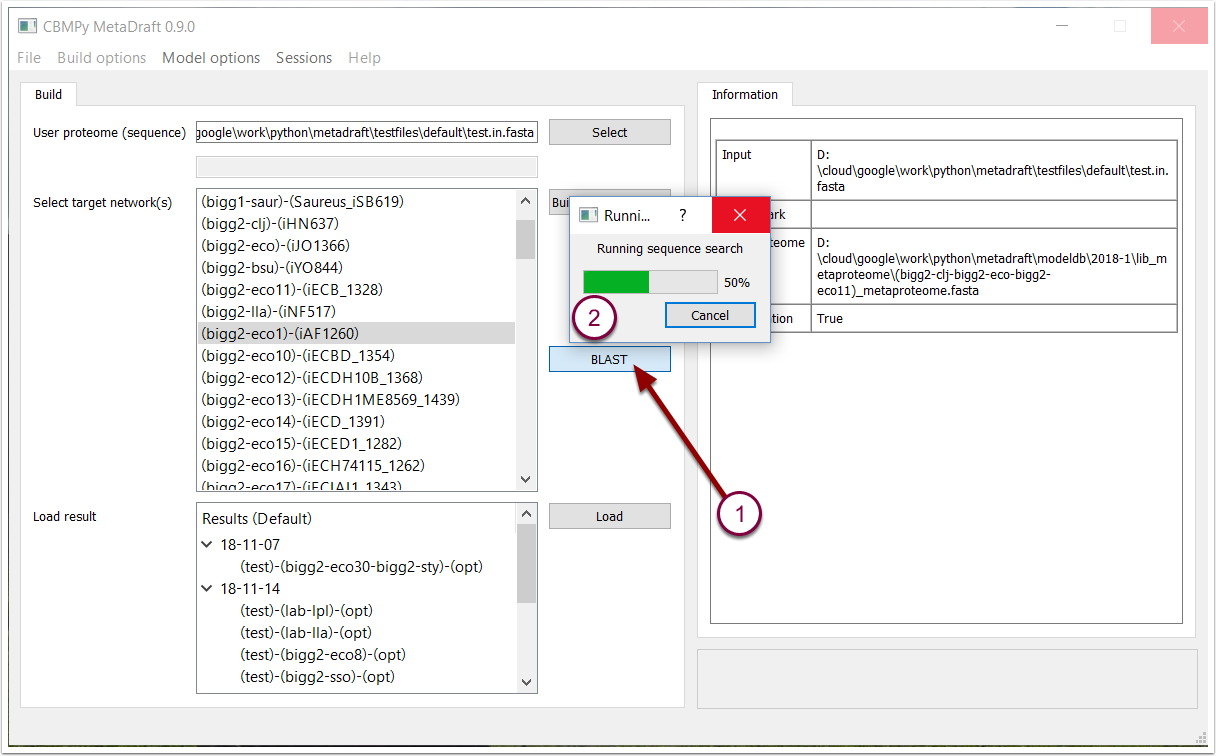 CBMPy MetaDraft 0.9.0
File Build options Model options Sessions Help
Build
User proteome (sequence) google\work\python\metadraft\testfiles\default\test.in.fasta Select
Select target network(s)
(bigg1-saur)-(Saureus_iSB619)
(bigg2-clj)-(iHN637)
(bigg2-eco)-(iJO1366)
(bigg2-bsu)-(iYO844)
(bigg2-eco11)-(iECB_1328)
(bigg2-lla)-(iNF517)
(bigg2-eco1)-(iAF1260)
(bigg2-eco10)-(iECBD_1354)
(bigg2-eco12)-(iECDH10B_1368)
(bigg2-eco13)-(iECDH1ME8569_1439)
(bigg2-eco14)-(iECD_1391)
(bigg2-eco15)-(iECED1_1282)
(bigg2-eco16)-(iECH74115_1262)
(bigg2-eco17)-(iECIAI1_1343)
Bui
Runni... ?
Running sequence search
50%
2
Cancel
BLAST
1
Load result
Results (Default)
18-11-07
(test)-(bigg2-eco30-bigg2-sty)-(opt)
18-11-14
(test)-(lab-lpl)-(opt)
(test)-(lab-lla)-(opt)
(test)-(bigg2-eco8)-(opt)
(test)-(bigg2-sso)-(opt)
Load
Information
Input D:
\cloud\google\work\python\metadraft\testfiles\default\test.in.
fasta
ark
eome D:
\cloud\google\work\python\metadraft\modeldb\2018-1\lib_m
etaproteome\(bigg2-clj-bigg2-eco-bigg2-
eco11)_metaproteome.fasta
tion True